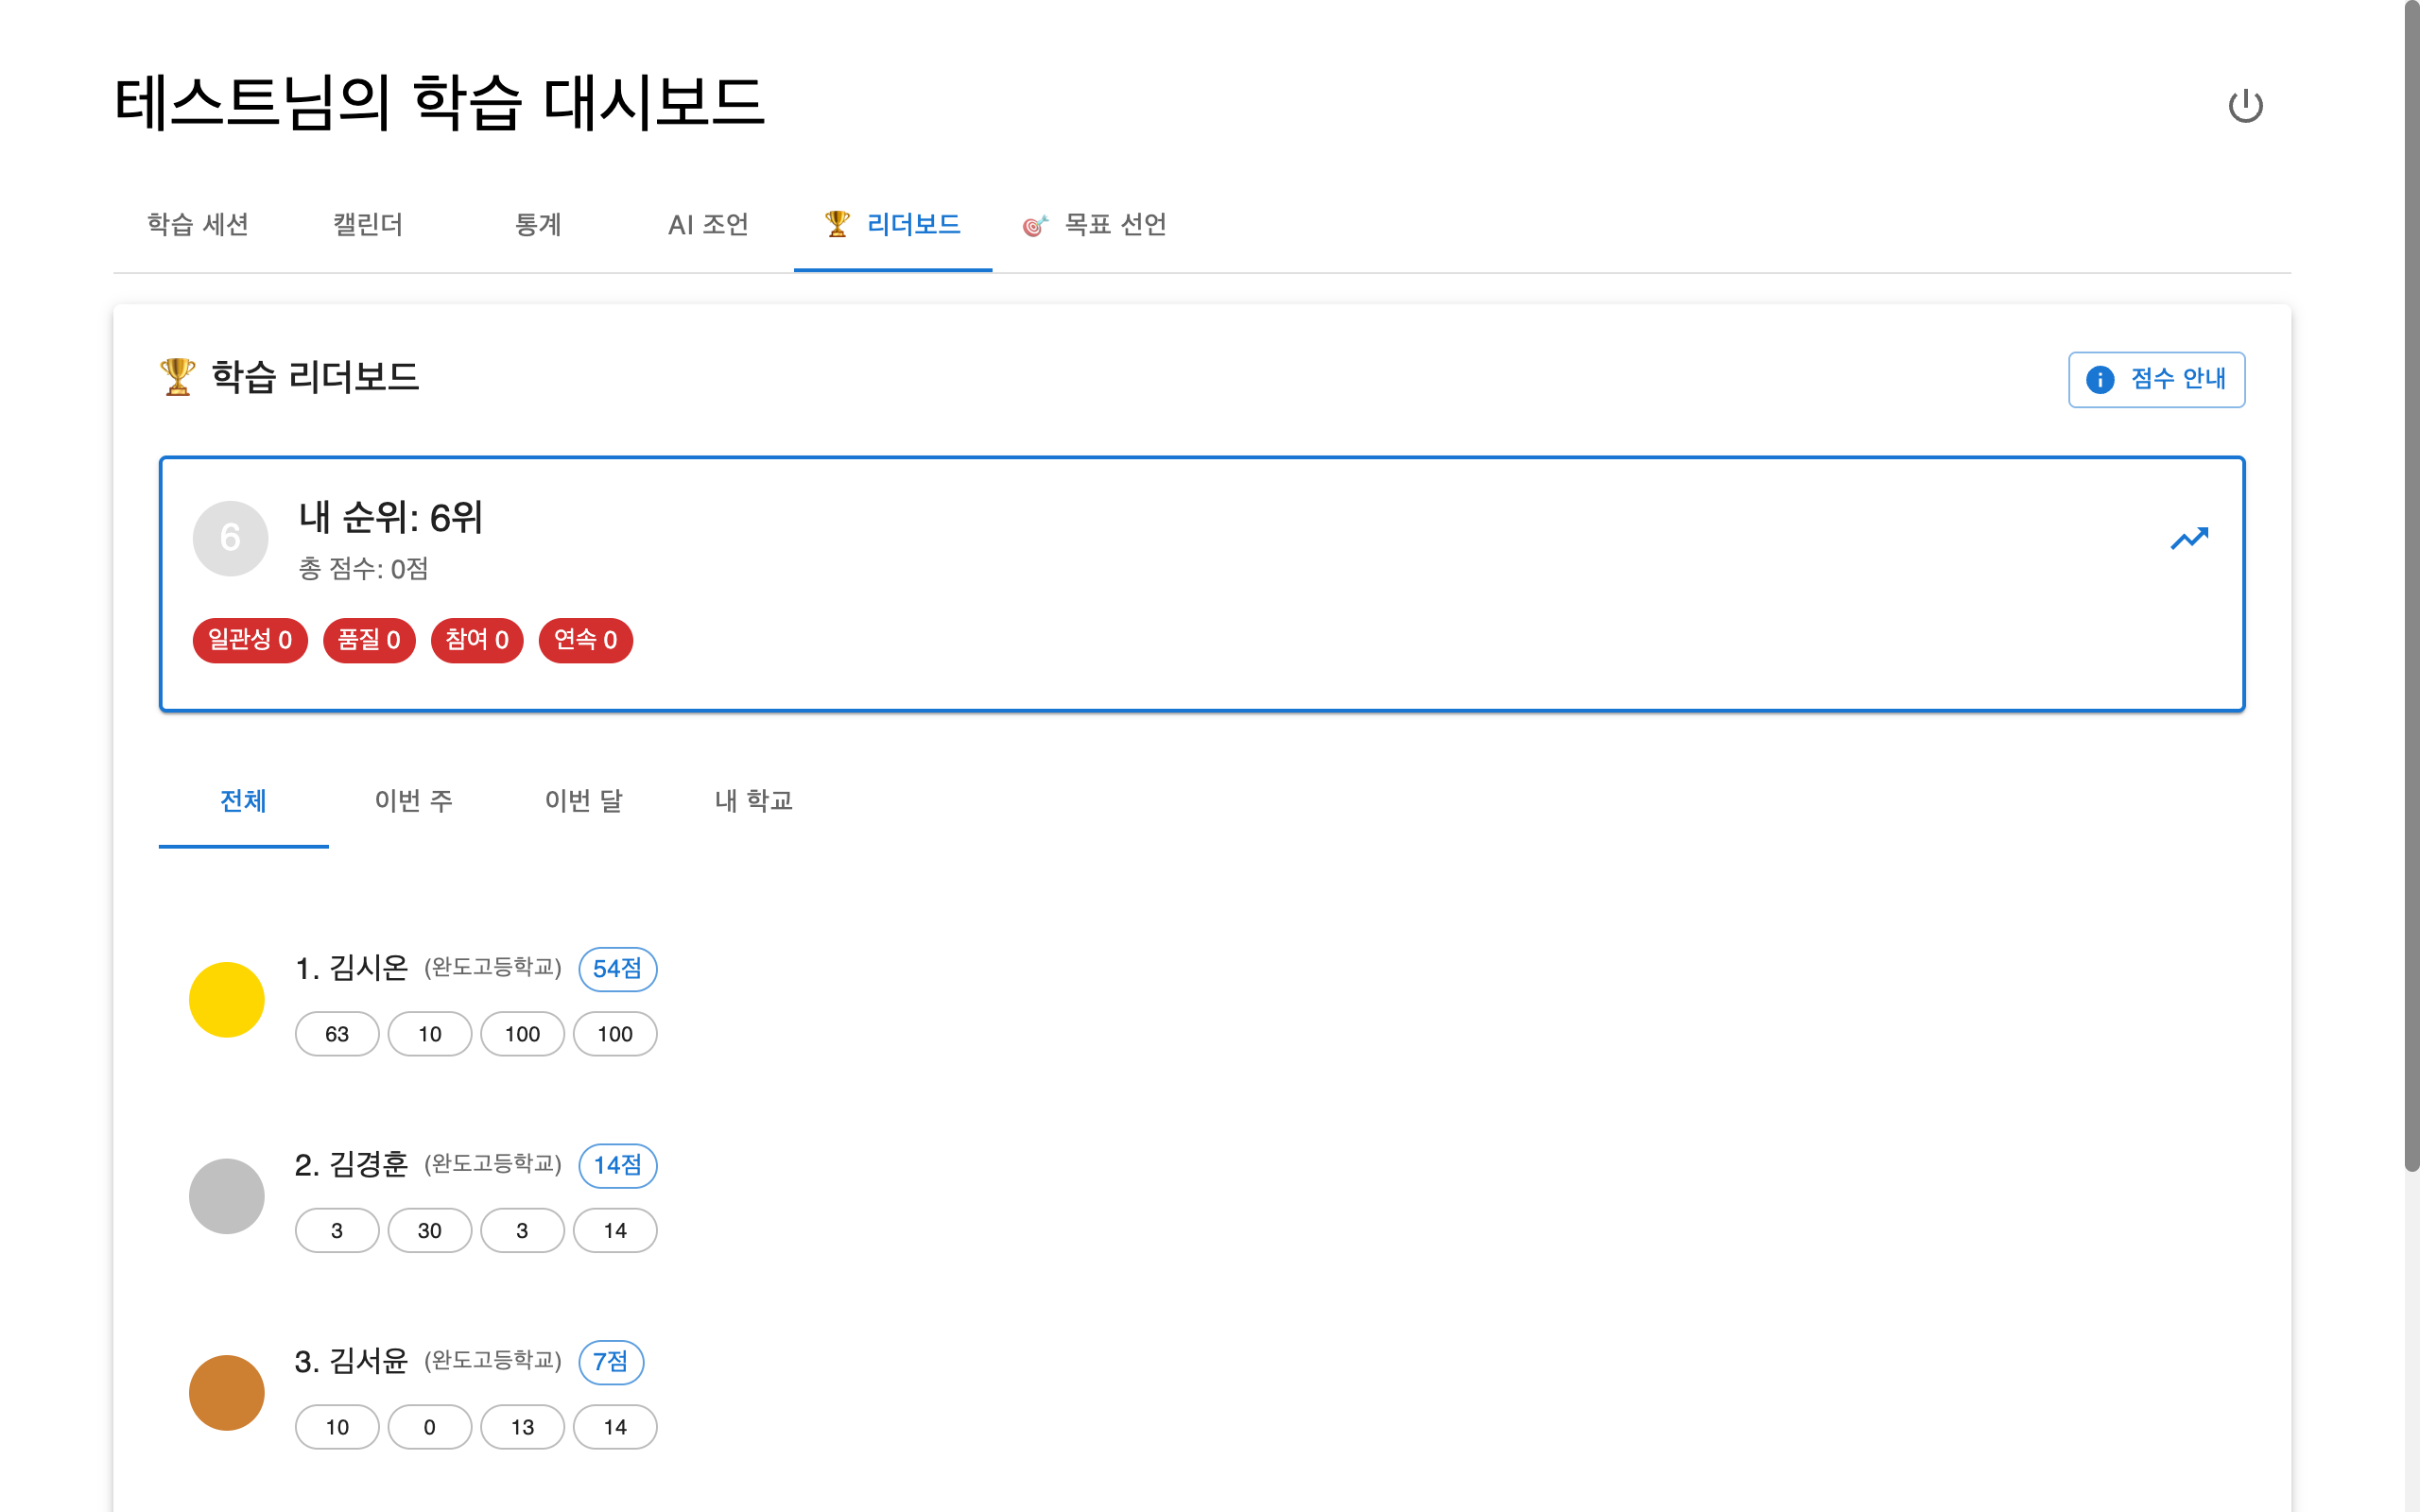 테스트님의 학습 대시보드
학습 세션 캘린더 통계 AI 조언 🏆 리더보드 🎯 목표 선언
🏆 학습 리더보드
점수 안내
6
내 순위: 6위
총 점수: 0점
일관성 0 품질 0 참여 0 연속 0
전체 이번 주 이번 달 내 학교
1. 김시온 (완도고등학교) 54점
63 10 100 100
2. 김경훈 (완도고등학교) 14점
3 30 3 14
3. 김서윤 (완도고등학교) 7점
10 0 13 14